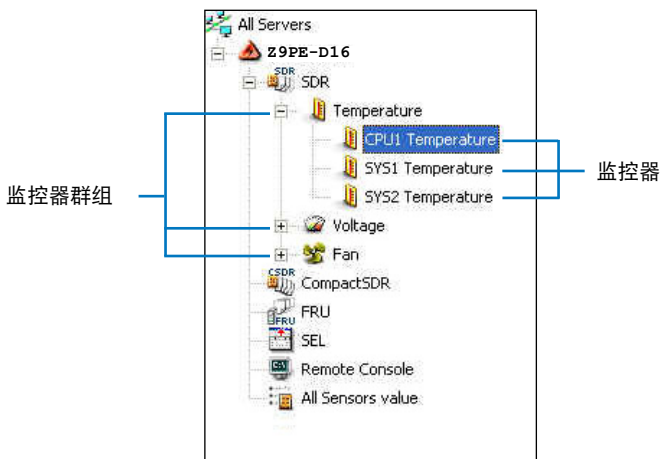 All Servers
Z9PE-D16
SDR
SDR
Temperature
CPU1 Temperature
SYS1 Temperature
SYS2 Temperature
监控器
监控器群组
Voltage
Fan
CSDR
CompactSDR
FRU
FRU
SEL
Remote Console
All Sensors value